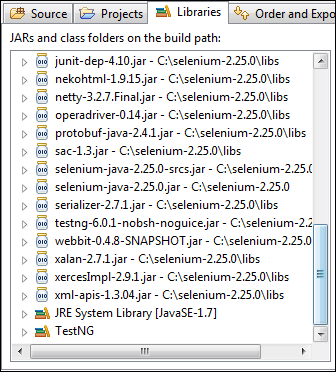 Source Projects Libraries Order and Expo
JARs and class folders on the build path:
junit-dep-4.10.jar - C:\selenium-2.25.0\libs
nekohtml-1.9.15.jar - C:\selenium-2.25.0\libs
netty-3.2.7.Final.jar - C:\selenium-2.25.0\libs
operadriver-0.14.jar - C:\selenium-2.25.0\libs
protobuf-java-2.4.1.jar - C:\selenium-2.25.0\libs
sac-1.3.jar - C:\selenium-2.25.0\libs
selenium-java-2.25.0-srcs.jar - C:\selenium-2.25.
selenium-java-2.25.0.jar - C:\selenium-2.25.0
serializer-2.7.1.jar - C:\selenium-2.25.0\libs
testng-6.0.1-nobsh-noguice.jar - C:\selenium-2.2
webbit-0.4.8-SNAPSHOT.jar - C:\selenium-2.25.0\
xalan-2.7.1.jar - C:\selenium-2.25.0\libs
xercesImpl-2.9.1.jar - C:\selenium-2.25.0\libs
xml-apis-1.3.04.jar - C:\selenium-2.25.0\libs
JRE System Library [JavaSE-1.7]
TestNG